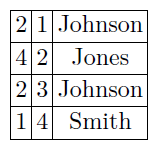 2 1 Johnson
4 2 Jones
2 3 Johnson
1 4 Smith